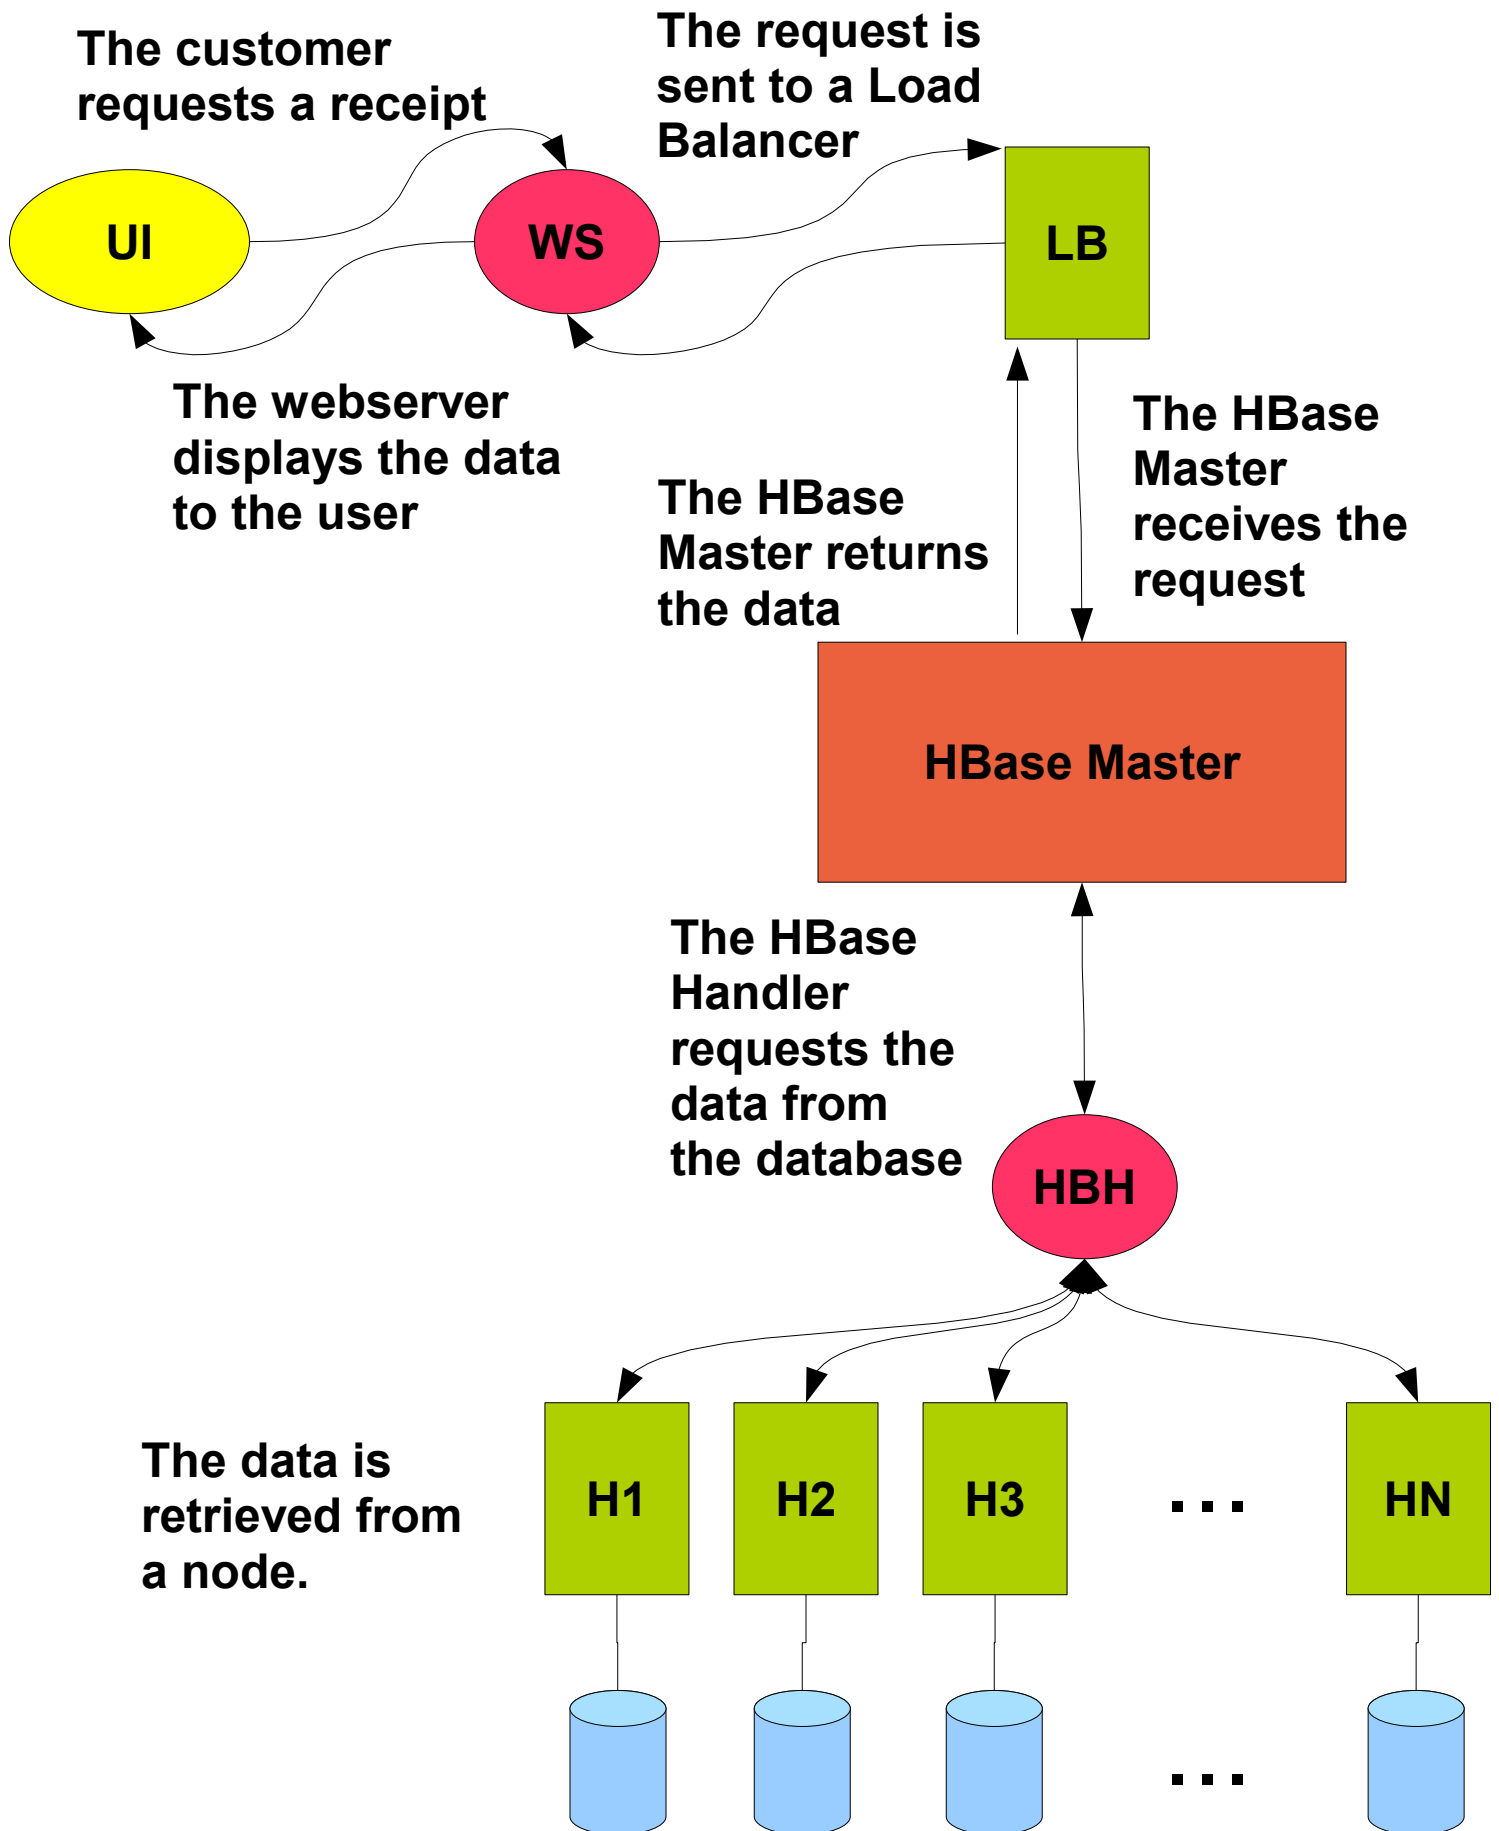 The customer
requests a receipt
The request is
sent to a Load
Balancer
UI
WS
LB
The webserver
displays the data
to the user
The HBase
Master returns
the data
The HBase
Master
receives the
request
HBase Master
The HBase
Handler
requests the
data from
the database
HBH
The data is
retrieved from
a node.
H1
H2
H3
...
HN
...